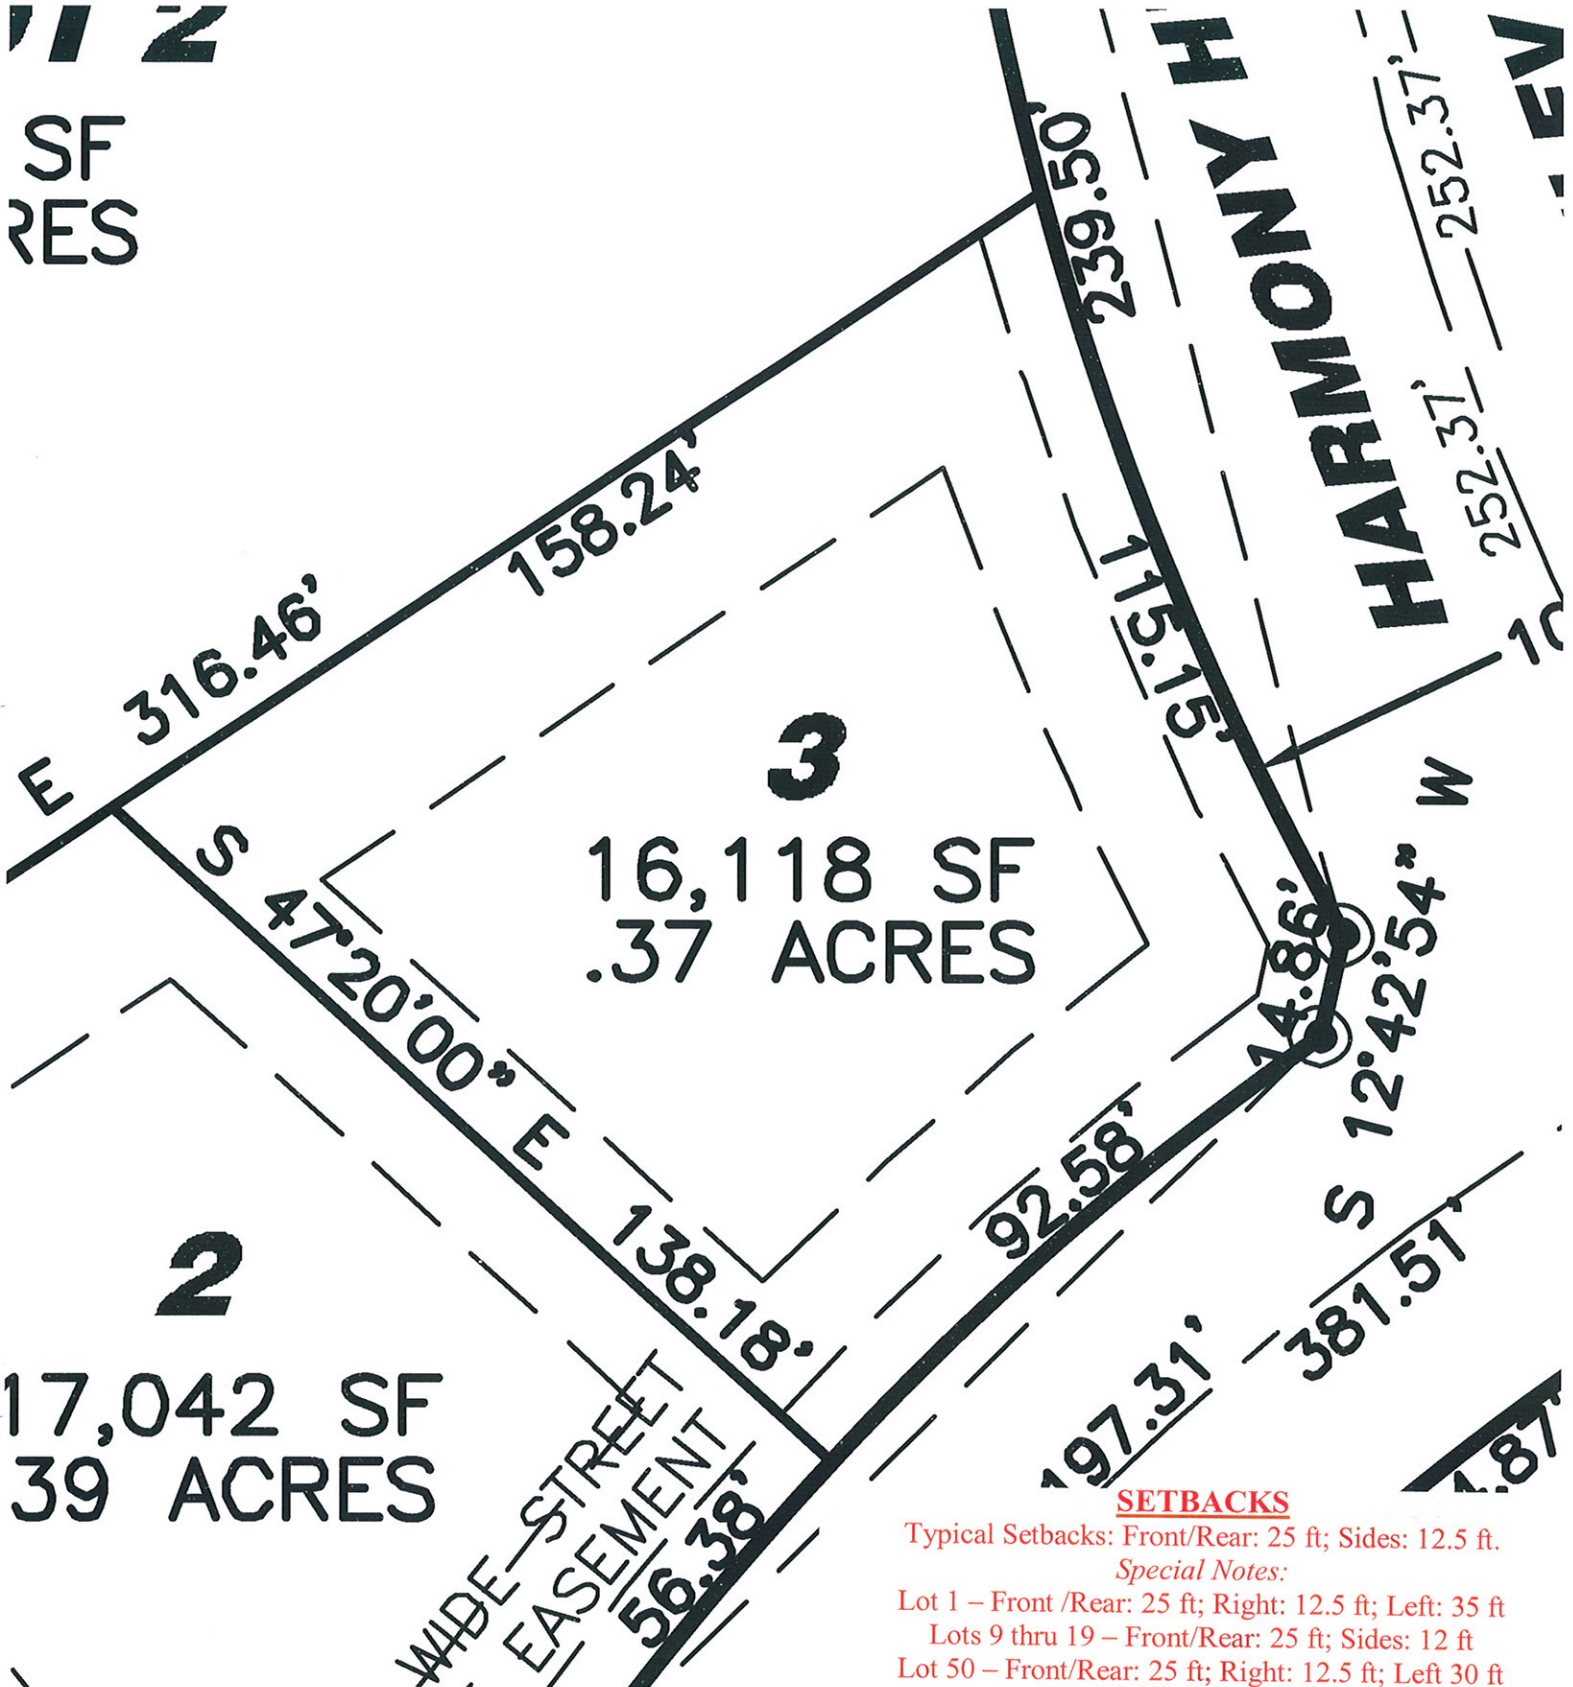 2
SF
HARMONY H
252.37'
239.50'
252.37'
158.24'
316.46'
E
115.15'
3
16,118 SF
.37 ACRES
S 47°20'00" E 138.18'
14.86'
S 12°42'54" W
92.58'
2
17,042 SF
39 ACRES
381.51'
197.31'
WIDE STREET
EASEMENT
56.38'
SETBACKS
Typical Setbacks: Front/Rear: 25 ft; Sides: 12.5 ft.
Special Notes:
Lot 1 – Front /Rear: 25 ft; Right: 12.5 ft; Left: 35 ft
Lots 9 thru 19 – Front/Rear: 25 ft; Sides: 12 ft
Lot 50 – Front/Rear: 25 ft; Right: 12.5 ft; Left 30 ft